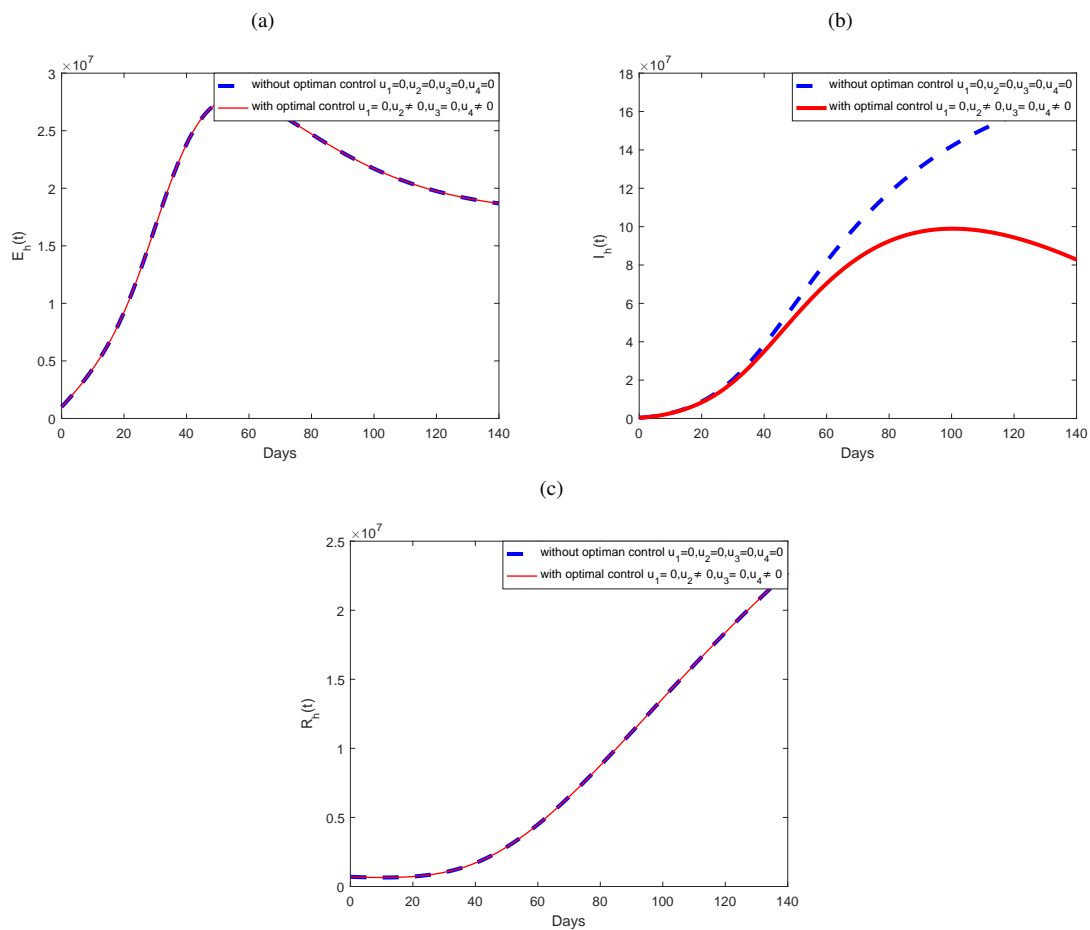 (a)
×10^7
3
2.5
2
1.5
1
0.5
0
E_h(t)
0 20 40 60 80 100 120 140
Days
without optiman control u_1=0,u_2=0,u_3=0,u_4=0
with optimal control u_1= 0,u_2≠ 0,u_3= 0,u_4≠ 0
(b)
×10^7
18
16
14
12
10
8
6
4
2
0
I_h(t)
0 20 40 60 80 100 120 140
Days
without optiman control u_1=0,u_2=0,u_3=0,u_4=0
with optimal control u_1= 0,u_2≠ 0,u_3= 0,u_4≠ 0
(c)
×10^7
2.5
2
1.5
1
0.5
0
R_h(t)
0 20 40 60 80 100 120 140
Days
without optiman control u_1=0,u_2=0,u_3=0,u_4=0
with optimal control u_1= 0,u_2≠ 0,u_3= 0,u_4≠ 0